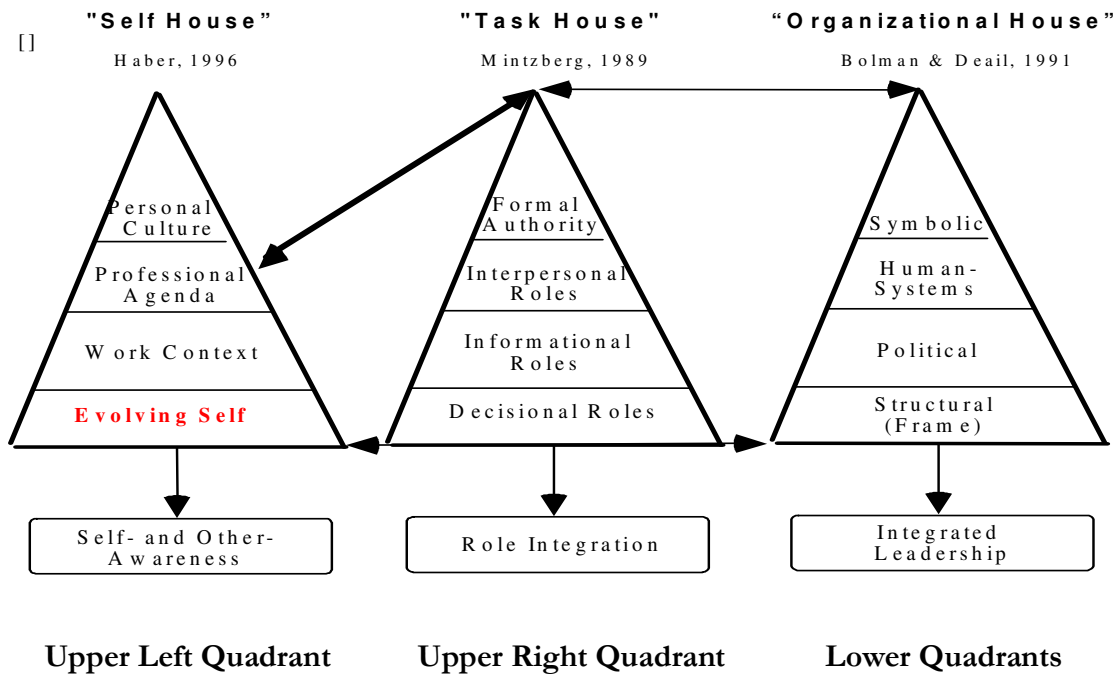 "Self House”
"Task House"
“Organizational House”
[]
Haber, 1996
Mintzberg, 1989
Bolman & Deail, 1991
Personal
Culture
Professional
Agenda
Work Context
Evolving Self
Formal
Authority
Interpersonal
Roles
Informational
Roles
Decisional Roles
Symbolic
Human-
Systems
Political
Structural
(Frame)
Self- and Other-
Awareness
Role Integration
Integrated
Leadership
Upper Left Quadrant
Upper Right Quadrant
Lower Quadrants